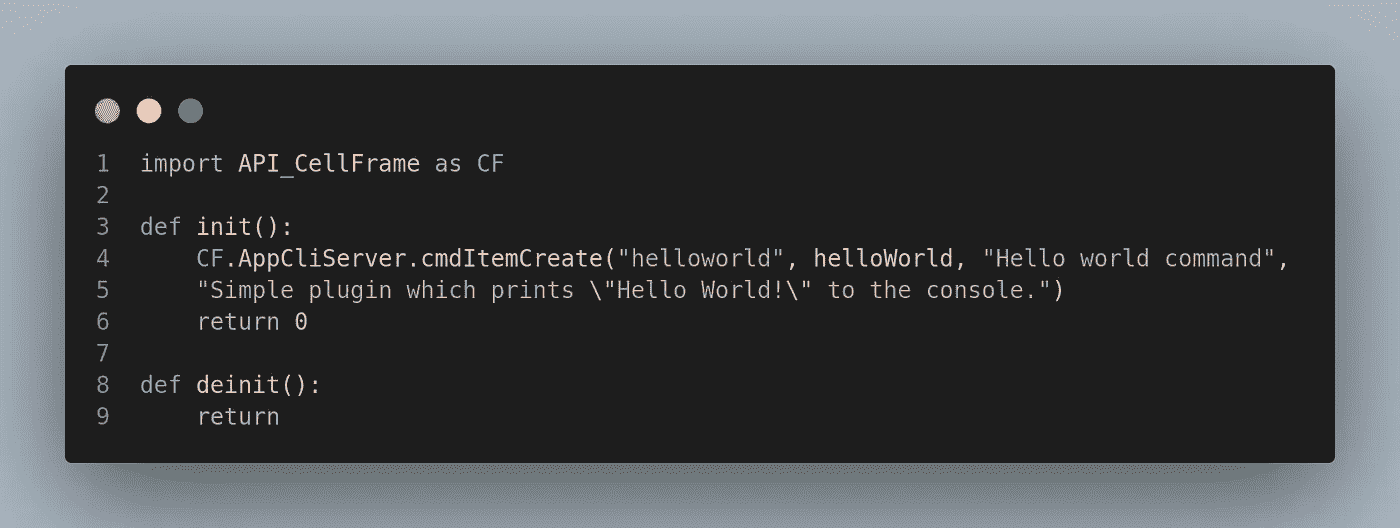 1 import API_CellFrame as CF
2
3 def init():
4     CF.AppCliServer.cmdItemCreate("helloworld", helloWorld, "Hello world command",
5     "Simple plugin which prints \"Hello World!\" to the console.")
6     return 0
7
8 def deinit():
9     return